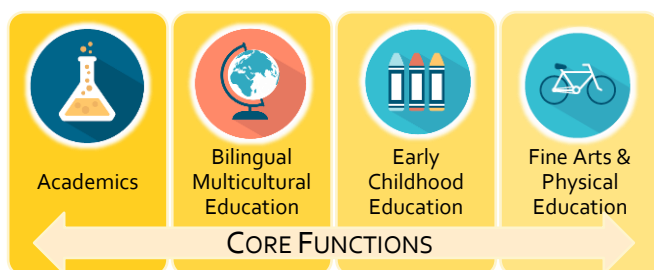 Academics
Bilingual
Multicultural
Education
Early
Childhood
Education
Fine Arts &
Physical
Education
CORE FUNCTIONS